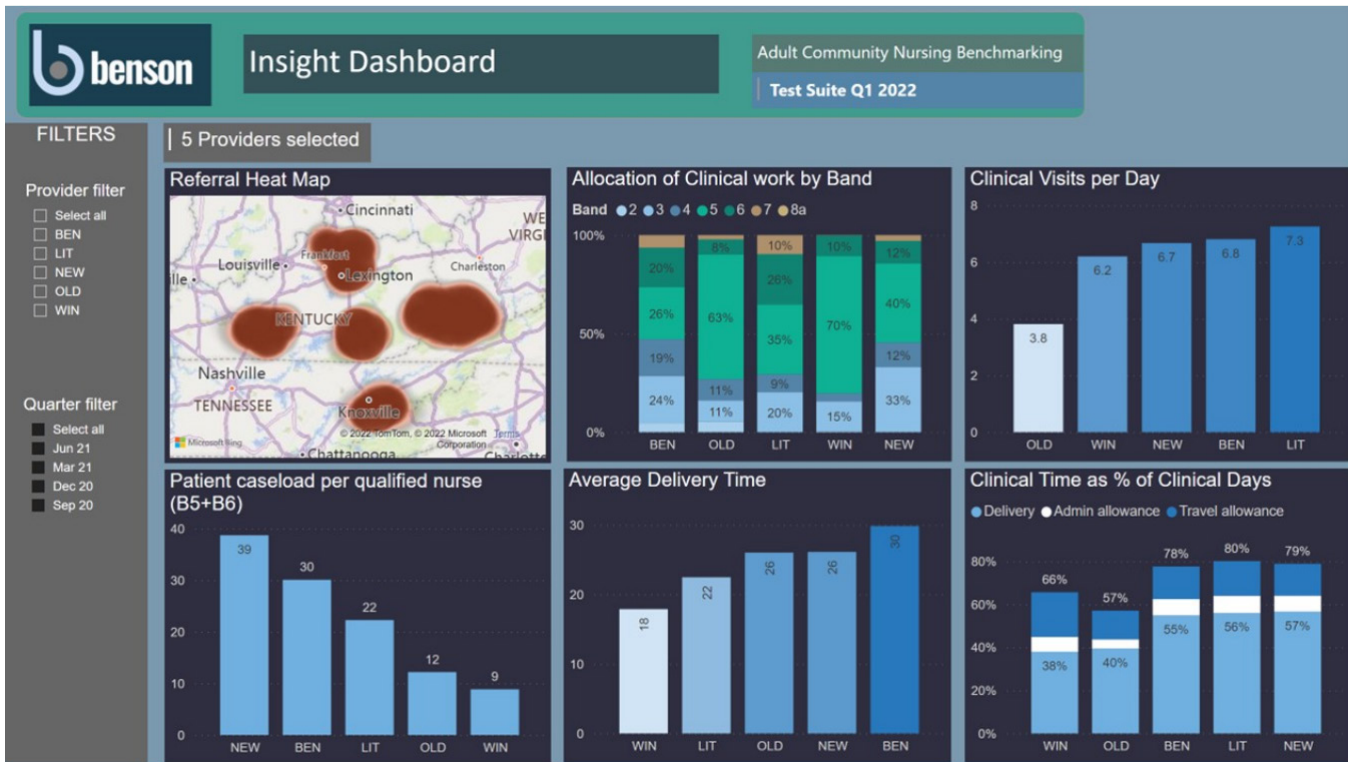 benson
Insight Dashboard
Adult Community Nursing Benchmarking
Test Suite Q1 2022
FILTERS
5 Providers selected
Provider filter
Select all
BEN
LIT
NEW
OLD
WIN
Quarter filter
Select all
Jun 21
Mar 21
Dec 20
Sep 20
Referral Heat Map
Cincinnati
WE
VIRGI
Frankfort
Louisville
Charleston
ille
Lexington
KENTUCKY
Nashville
TENNESSEE
Knoxville
Microsoft Bing
© 2022 TomTom, © 2022 Microsoft Corporation
Terms
Chattanooga
Charlotte
Allocation of Clinical work by Band
Band 2 3 4 5 6 7 8a
100%
50%
0%
20% 26% 19% 24%
8% 63% 11% 11%
10% 26% 35% 9% 20%
10% 70% 15%
12% 40% 12% 33%
BEN OLD LIT WIN NEW
Clinical Visits per Day
8
6
4
2
0
3.8 6.2 6.7 6.8 7.3
OLD WIN NEW BEN LIT
Patient caseload per qualified nurse
(B5+B6)
40
30
20
10
0
39 30 22 12 9
NEW BEN LIT OLD WIN
Average Delivery Time
30
20
10
0
18 22 26 26 30
WIN LIT OLD NEW BEN
Clinical Time as % of Clinical Days
Delivery Admin allowance Travel allowance
80%
60%
40%
20%
0%
66% 57% 78% 80% 79%
38% 40% 55% 56% 57%
WIN OLD BEN LIT NEW